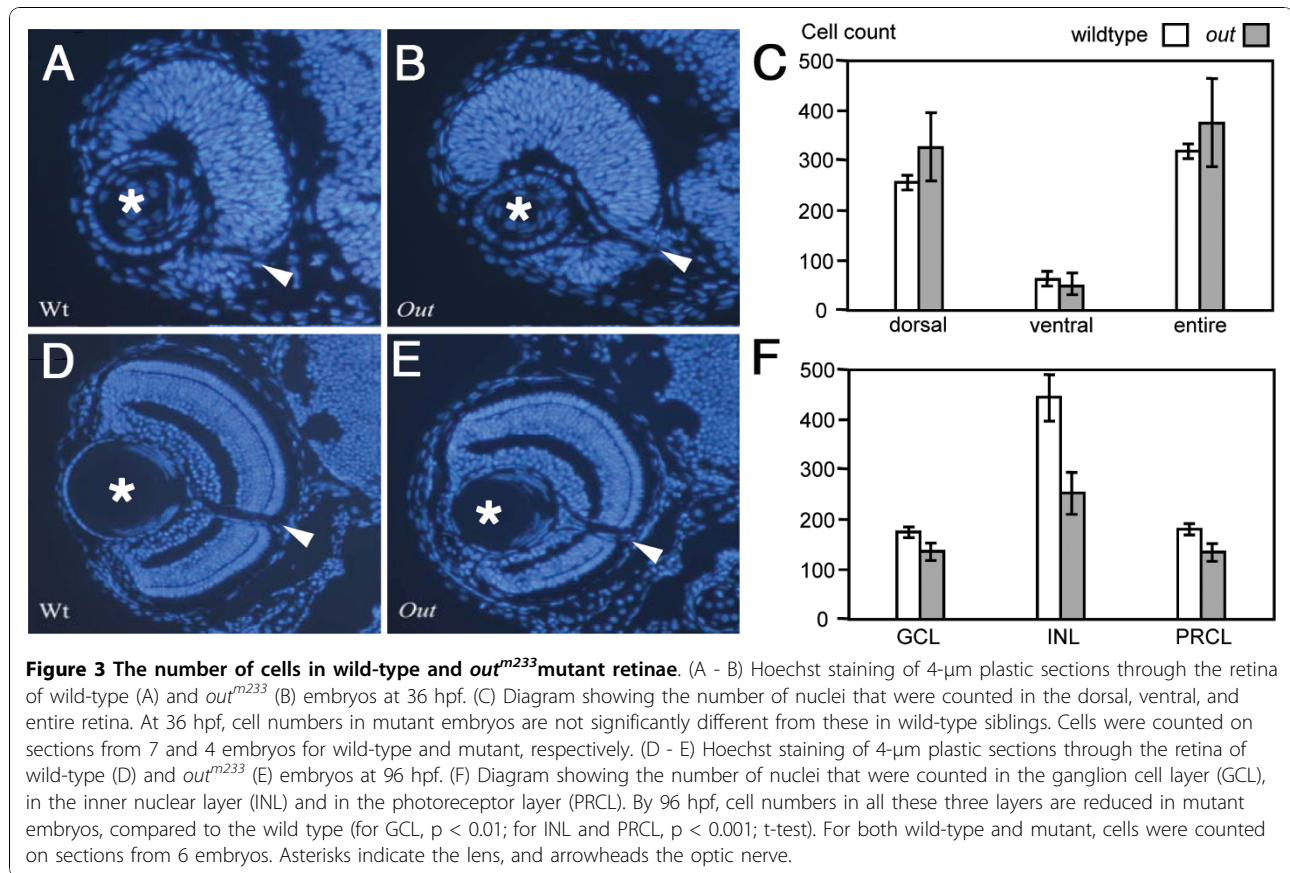 A
Wt
B
Out
C
Cell count
wildtype
out
500
400
300
200
100
0
dorsal
ventral
entire
D
Wt
E
Out
F
500
400
300
200
100
0
GCL
INL
PRCL
Figure 3 The number of cells in wild-type and out^m233 mutant retinae. (A - B) Hoechst staining of 4-μm plastic sections through the retina
of wild-type (A) and out^m233 (B) embryos at 36 hpf. (C) Diagram showing the number of nuclei that were counted in the dorsal, ventral, and
entire retina. At 36 hpf, cell numbers in mutant embryos are not significantly different from these in wild-type siblings. Cells were counted on
sections from 7 and 4 embryos for wild-type and mutant, respectively. (D - E) Hoechst staining of 4-μm plastic sections through the retina of
wild-type (D) and out^m233 (E) embryos at 96 hpf. (F) Diagram showing the number of nuclei that were counted in the ganglion cell layer (GCL),
in the inner nuclear layer (INL) and in the photoreceptor layer (PRCL). By 96 hpf, cell numbers in all these three layers are reduced in mutant
embryos, compared to the wild type (for GCL, p < 0.01; for INL and PRCL, p < 0.001; t-test). For both wild-type and mutant, cells were counted
on sections from 6 embryos. Asterisks indicate the lens, and arrowheads the optic nerve.